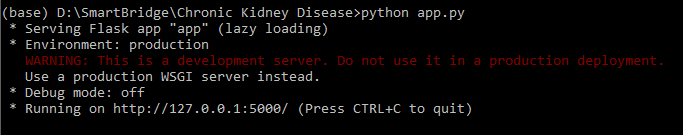 (base) D:\SmartBridge\Chronic Kidney Disease>python app.py
 * Serving Flask app "app" (lazy loading)
 * Environment: production
   WARNING: This is a development server. Do not use it in a production deployment.
   Use a production WSGI server instead.
 * Debug mode: off
 * Running on http://127.0.0.1:5000/ (Press CTRL+C to quit)